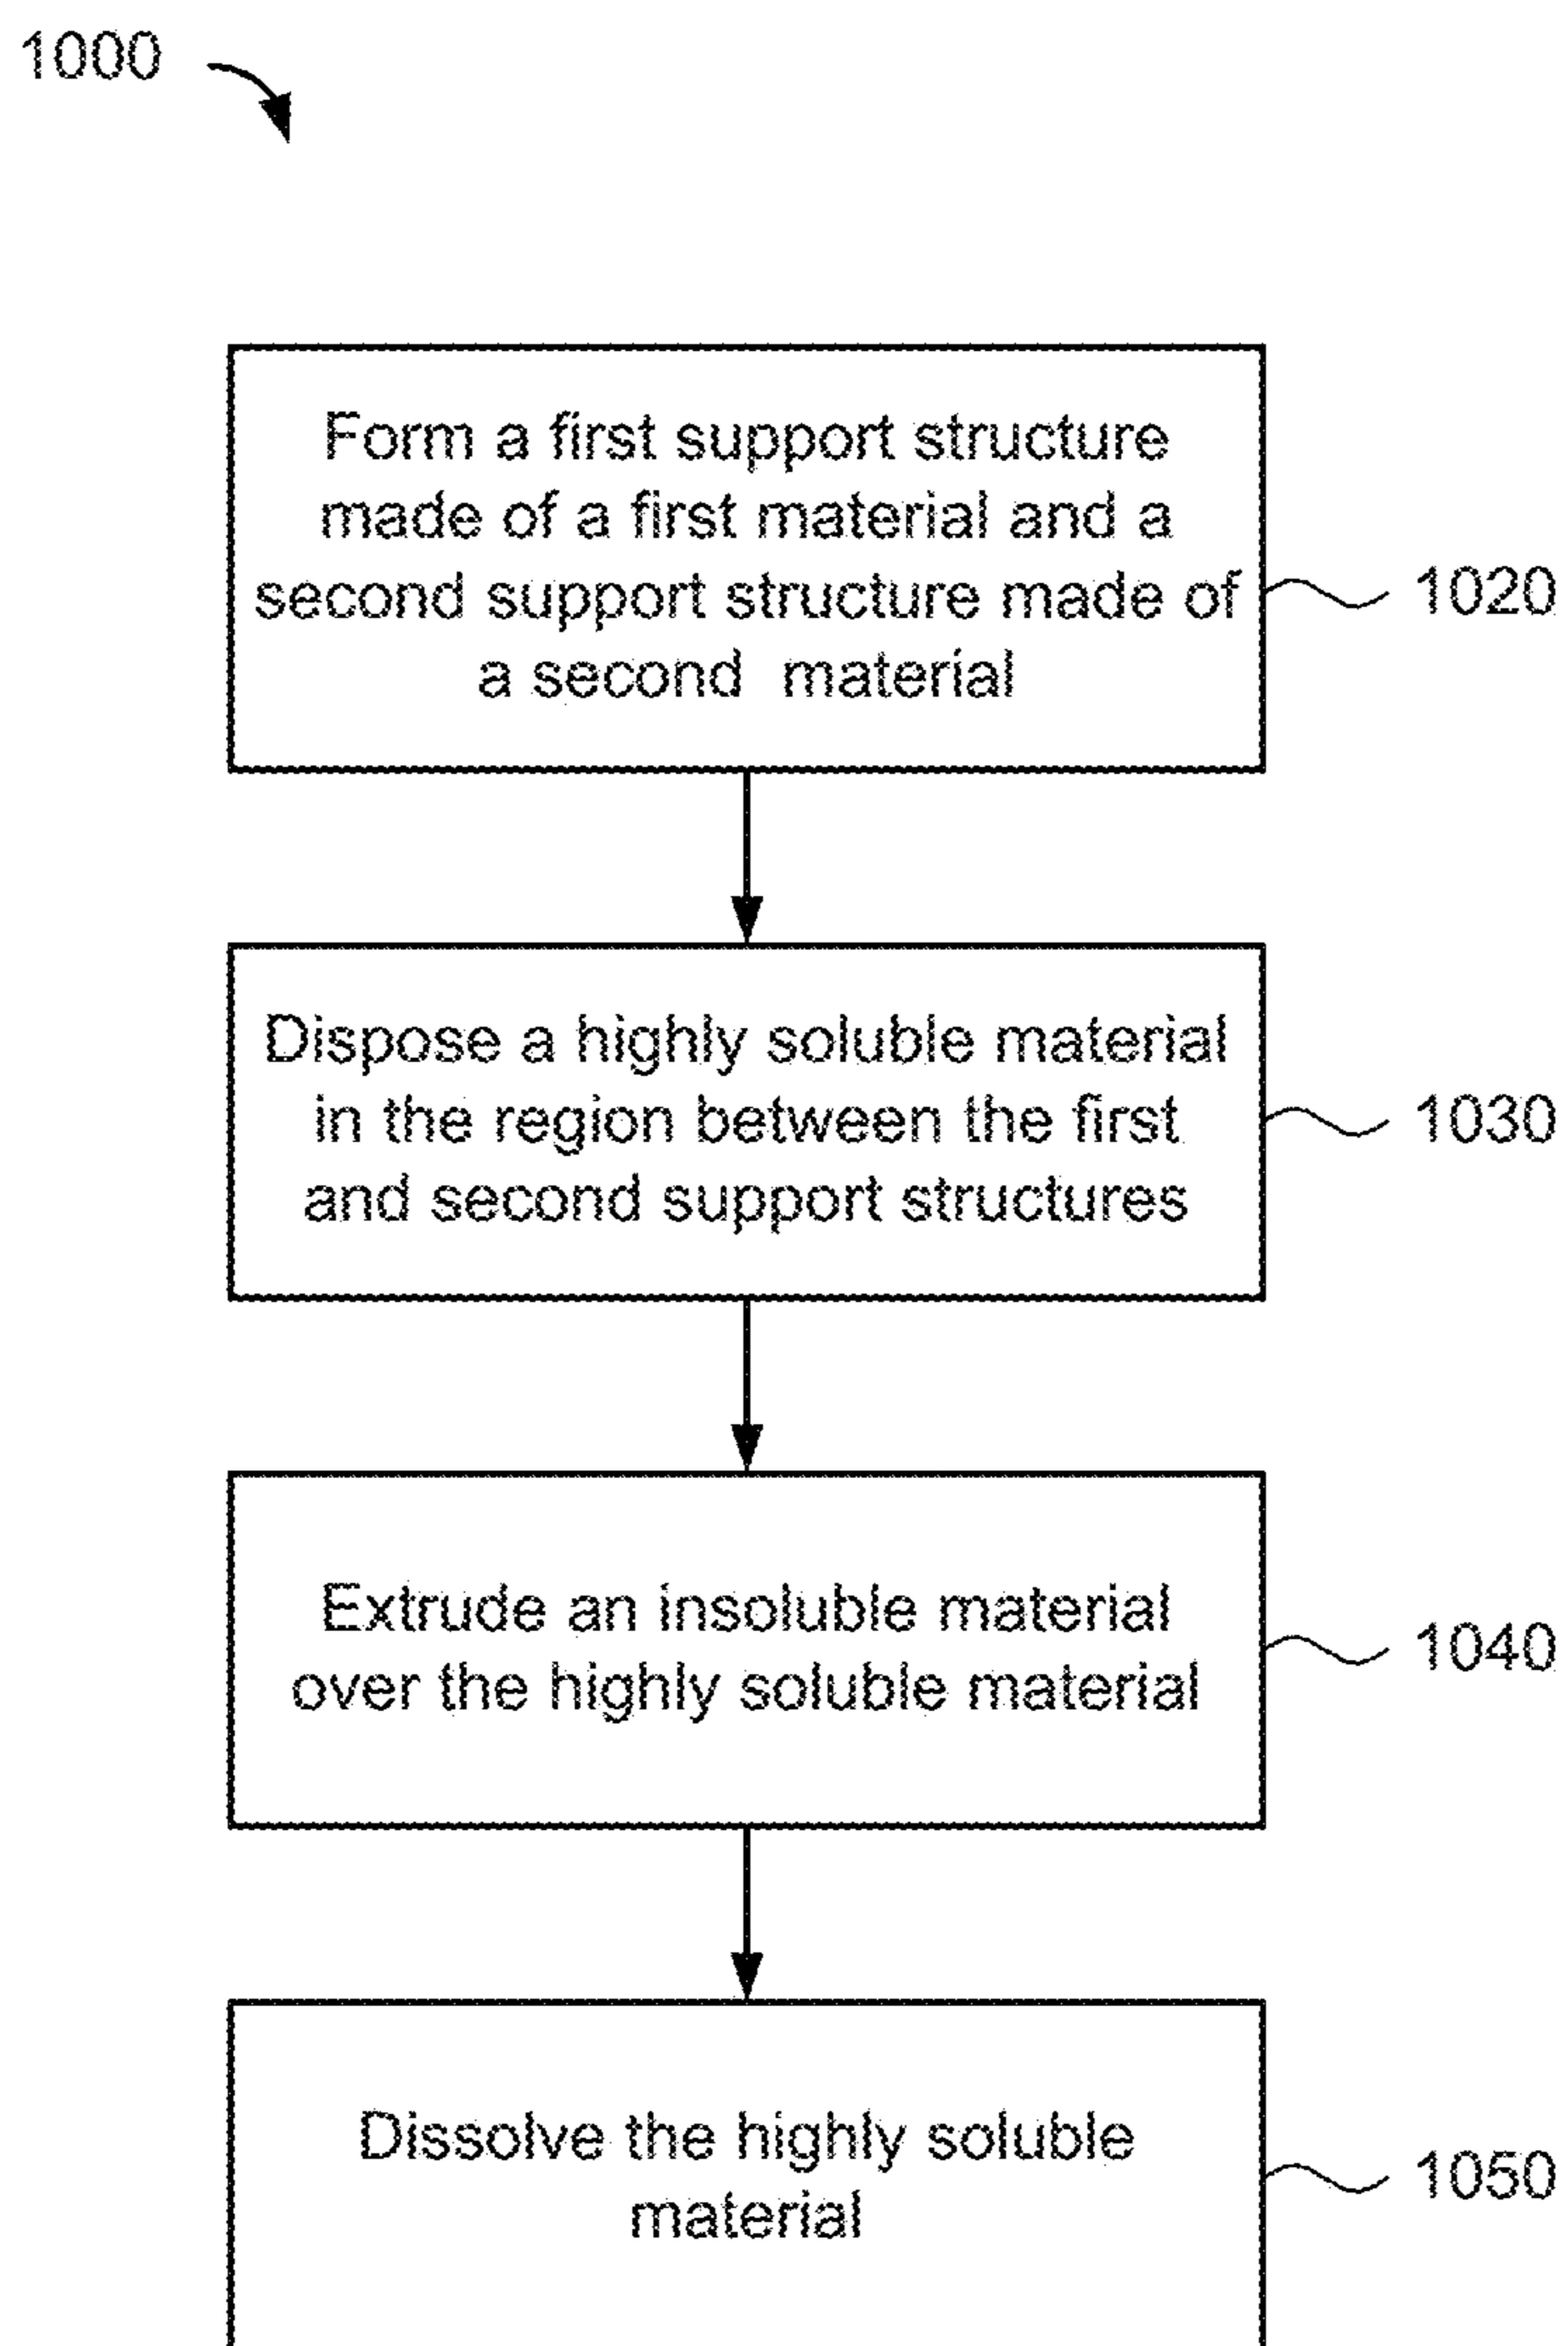 1000
Form a first support structure
made of a first material and a
second support structure made of
a second  material
1020
Dispose a highly soluble material
in the region between the first
and second support structures
1030
Extrude an insoluble material
over the highly soluble material
1040
Dissolve the highly soluble
material
1050